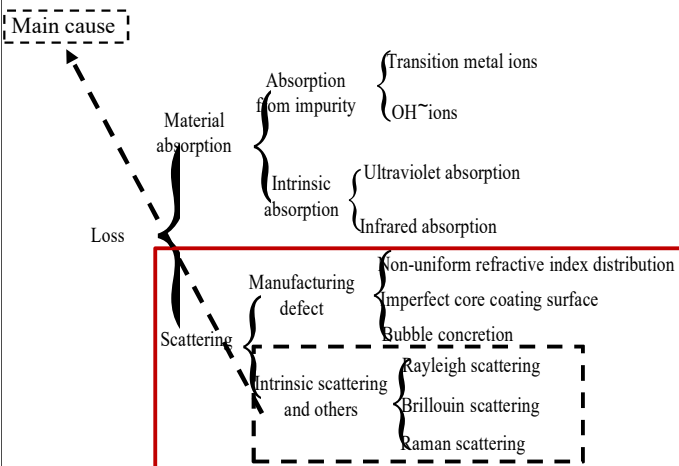 Main cause
Transition metal ions
Absorption
from impurity
OH~ions
Material
absorption
Ultraviolet absorption
Intrinsic
absorption
Infrared absorption
Loss
Non-uniform refractive index distribution
Manufacturing
defect
Imperfect core coating surface
Bubble concretion
Scattering
Rayleigh scattering
Intrinsic scattering
and others
Brillouin scattering
Raman scattering